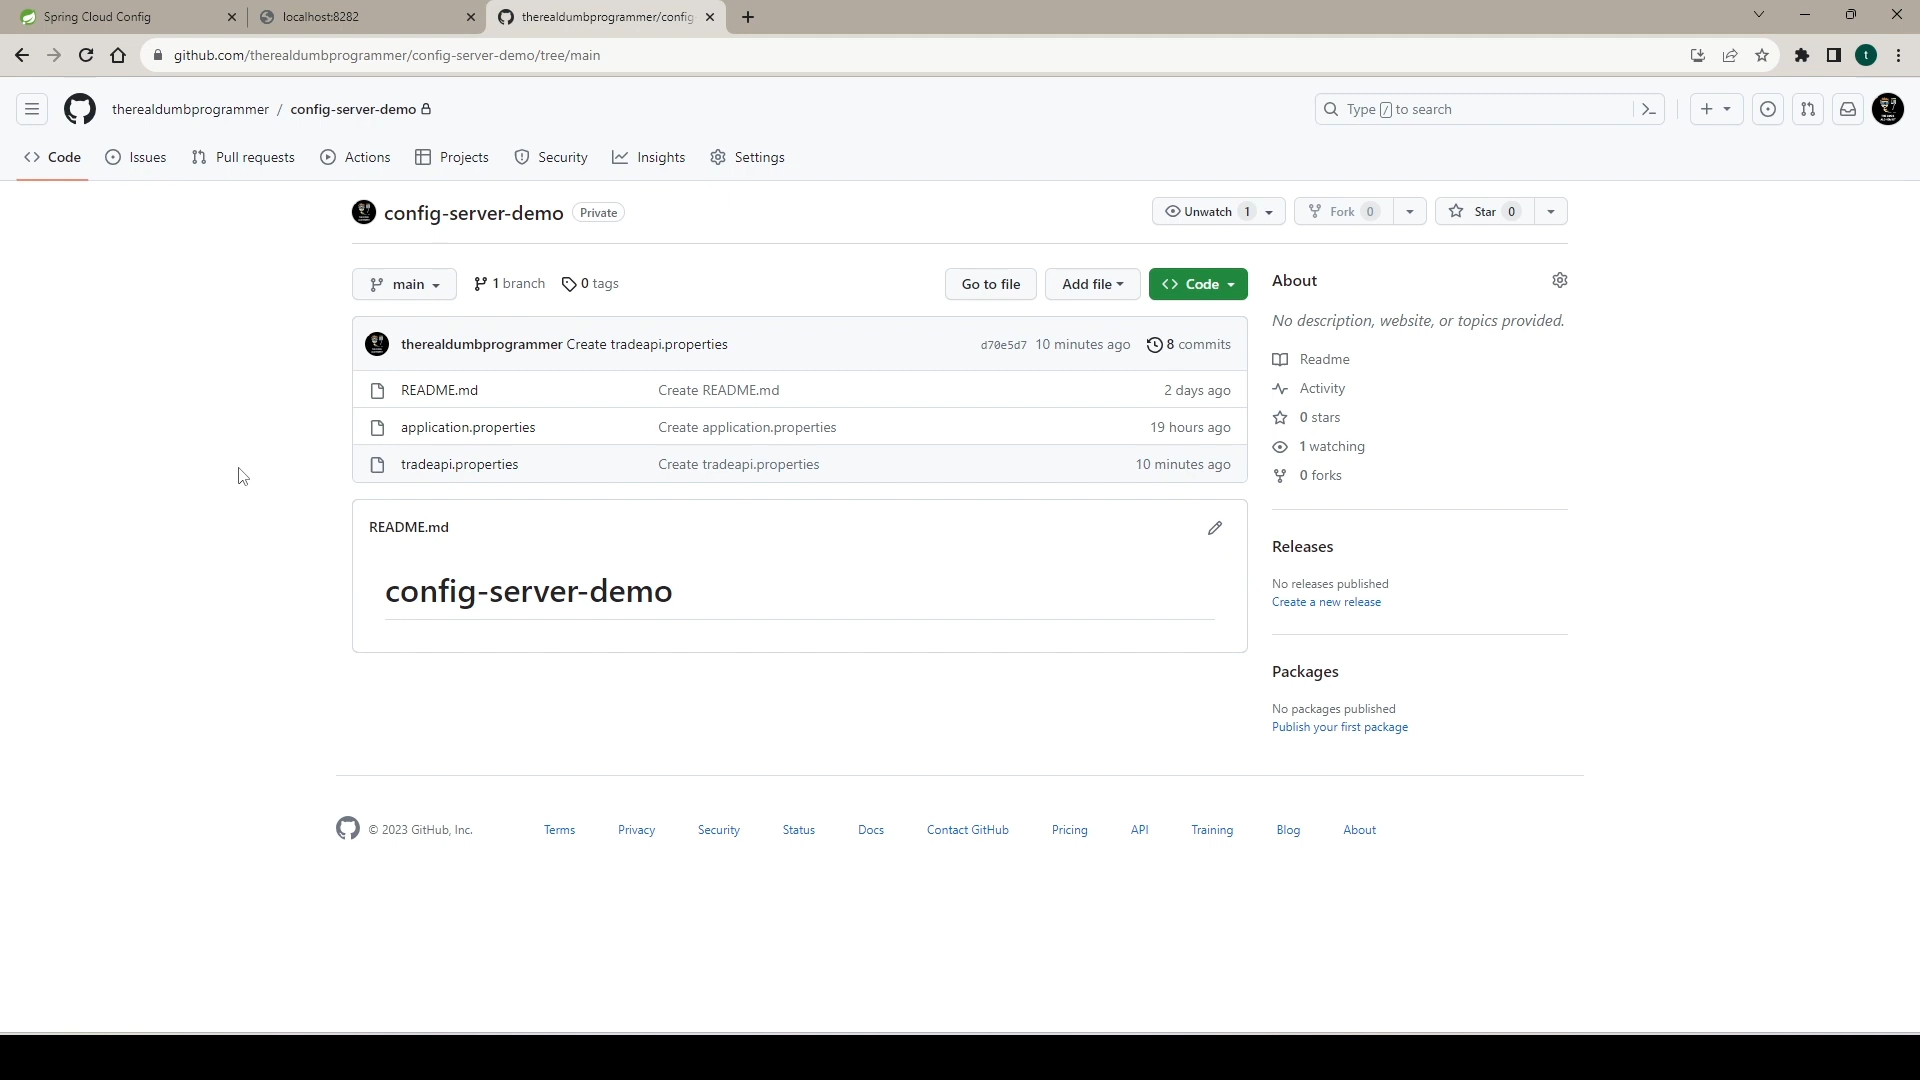 Spring Cloud Config
localhost:8282
therealdumbprogrammer/config
github.com/therealdumbprogrammer/config-server-demo/tree/main
t
therealdumbprogrammer / config-server-demo
Type / to search
Code
Issues
Pull requests
Actions
Projects
Security
Insights
Settings
config-server-demo Private
Unwatch 1
Fork 0
Star 0
main
1 branch
0 tags
Go to file
Add file
Code
therealdumbprogrammer Create tradeapi.properties d70e5d7 10 minutes ago 8 commits
README.md Create README.md 2 days ago
application.properties Create application.properties 19 hours ago
tradeapi.properties Create tradeapi.properties 10 minutes ago
README.md
config-server-demo
About
No description, website, or topics provided.
Readme
Activity
0 stars
1 watching
0 forks
Releases
No releases published
Create a new release
Packages
No packages published
Publish your first package
© 2023 GitHub, Inc.
Terms
Privacy
Security
Status
Docs
Contact GitHub
Pricing
API
Training
Blog
About